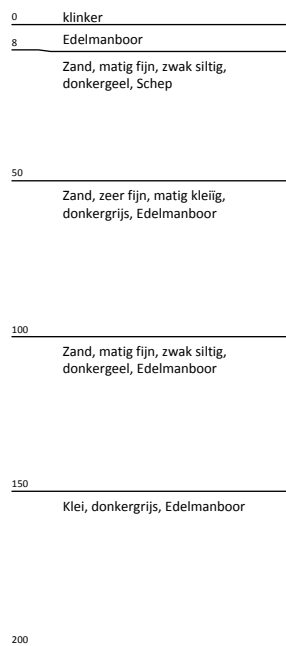 0 klinker
8 Edelmanboor
Zand, matig fijn, zwak siltig,
donkergeel, Schep
50
Zand, zeer fijn, matig kleiïg,
donkergrijs, Edelmanboor
100
Zand, matig fijn, zwak siltig,
donkergeel, Edelmanboor
150
Klei, donkergrijs, Edelmanboor
200